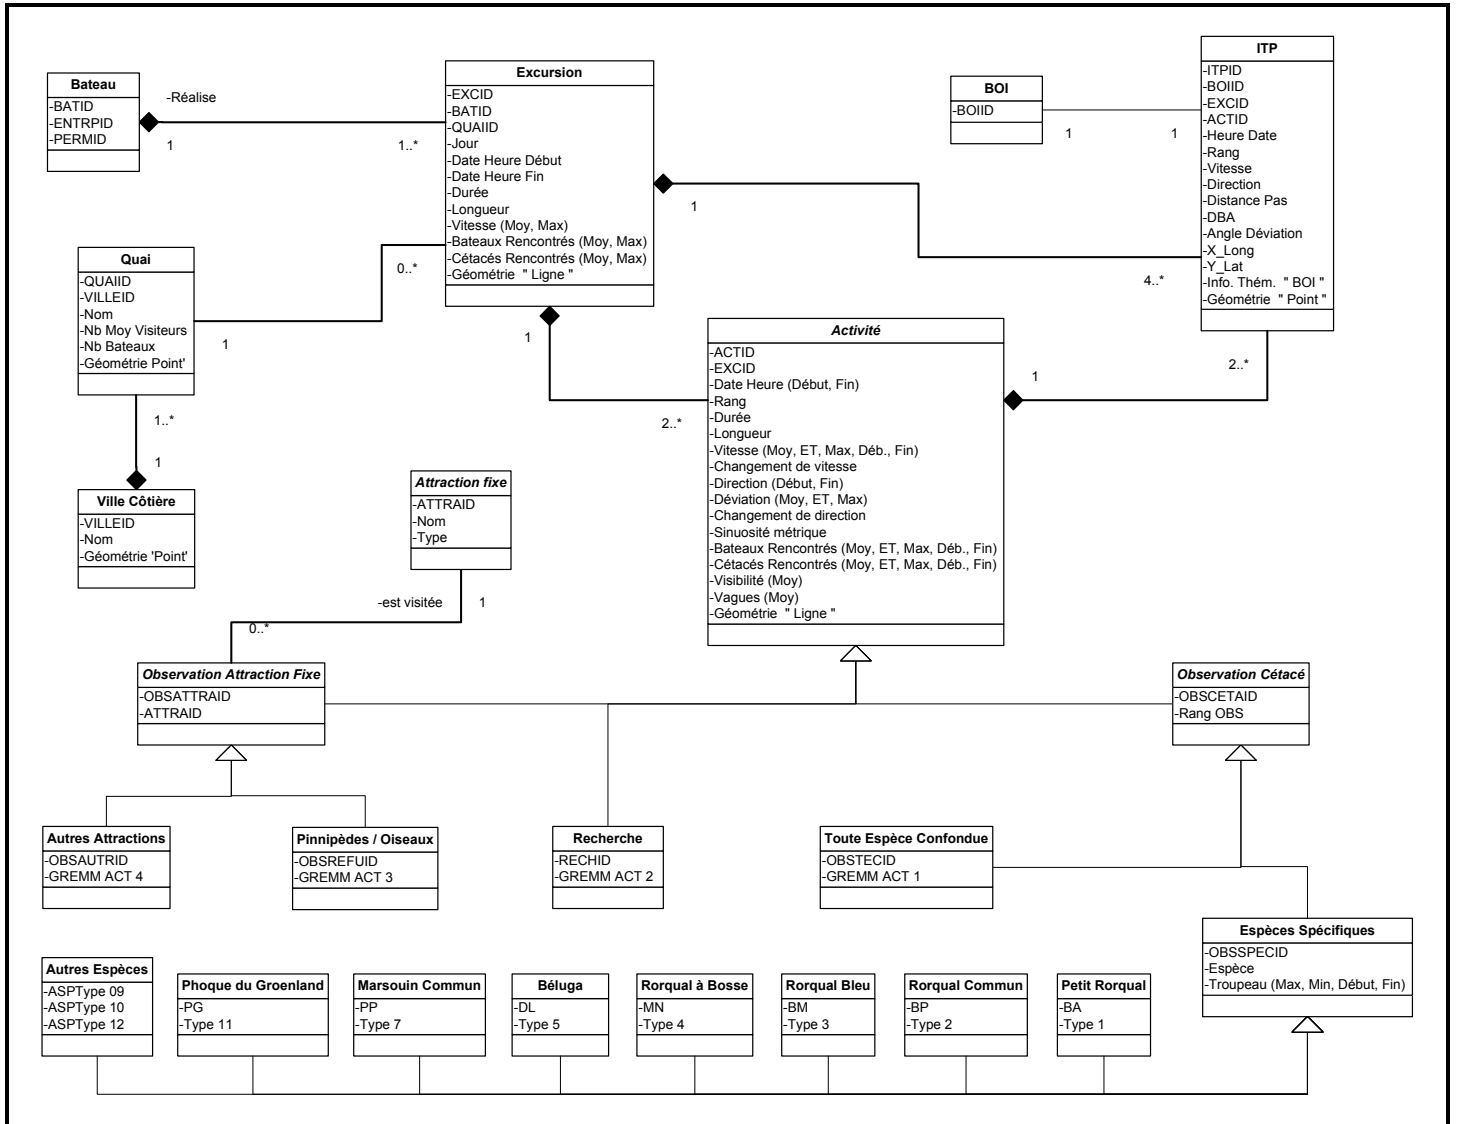 Bateau
-BATID
-ENTRPID
-PERMID
-Réalise
1
1..*
Excursion
-EXCID
-BATID
-QUAIID
-Jour
-Date Heure Début
-Date Heure Fin
-Durée
-Longueur
-Vitesse (Moy, Max)
-Bateaux Rencontrés (Moy, Max)
-Cétacés Rencontrés (Moy, Max)
-Géométrie " Ligne "
BOI
-BOIID
1
1
ITP
-ITPID
-BOIID
-EXCID
-ACTID
-Heure Date
-Rang
-Vitesse
-Direction
-Distance Pas
-DBA
-Angle Déviation
-X_Long
-Y_Lat
-Info. Thém. " BOI "
-Géométrie " Point "
1
4..*
Quai
-QUAIID
-VILLEID
-Nom
-Nb Moy Visiteurs
-Nb Bateaux
-Géométrie Point'
0..*
1
1
2..*
Activité
-ACTID
-EXCID
-Date Heure (Début, Fin)
-Rang
-Durée
-Longueur
-Vitesse (Moy, ET, Max, Déb., Fin)
-Changement de vitesse
-Direction (Début, Fin)
-Déviation (Moy, ET, Max)
-Changement de direction
-Sinuosité métrique
-Bateaux Rencontrés (Moy, ET, Max, Déb., Fin)
-Cétacés Rencontrés (Moy, ET, Max, Déb., Fin)
-Visibilité (Moy)
-Vagues (Moy)
-Géométrie " Ligne "
1
2..*
1..*
1
Ville Côtière
-VILLEID
-Nom
-Géométrie 'Point'
Attraction fixe
-ATTRAID
-Nom
-Type
-est visitée
1
0..*
Observation Attraction Fixe
-OBSATTRAID
-ATTRAID
Observation Cétacé
-OBSCETAID
-Rang OBS
Autres Attractions
-OBSAUTRID
-GREMM ACT 4
Pinnipèdes / Oiseaux
-OBSREFUID
-GREMM ACT 3
Recherche
-RECHID
-GREMM ACT 2
Toute Espèce Confondue
-OBSTECID
-GREMM ACT 1
Espèces Spécifiques
-OBSSPECID
-Espèce
-Troupeau (Max, Min, Début, Fin)
Autres Espèces
-ASPType 09
-ASPType 10
-ASPType 12
Phoque du Groenland
-PG
-Type 11
Marsouin Commun
-PP
-Type 7
Béluga
-DL
-Type 5
Rorqual à Bosse
-MN
-Type 4
Rorqual Bleu
-BM
-Type 3
Rorqual Commun
-BP
-Type 2
Petit Rorqual
-BA
-Type 1